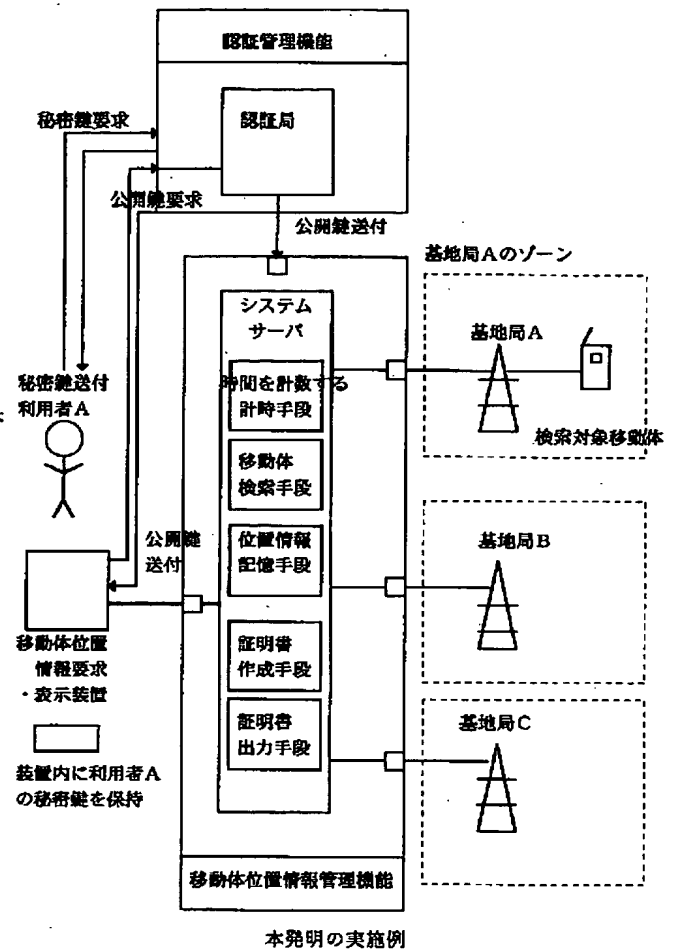 認証管理機能
秘密鍵要求
認証局
公開鍵要求
公開鍵送付
基地局Aのゾーン
システム
サーバ
基地局A
時間を計数する
計時手段
秘密鍵送付
利用者A
検索対象移動体
移動体
検索手段
公開鍵
送付
位置情報
記憶手段
基地局B
移動体位置
情報要求
・表示装置
証明書
作成手段
証明書
出力手段
基地局C
装置内に利用者A
の秘密鍵を保持
移動体位置情報管理機能
本発明の実施例